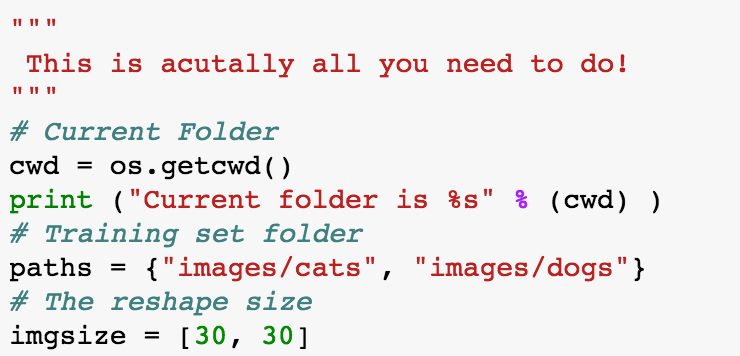 """
 This is acutally all you need to do!
"""
# Current Folder
cwd = os.getcwd()
print ("Current folder is %s" % (cwd) )
# Training set folder
paths = {"images/cats", "images/dogs"}
# The reshape size
imgsize = [30, 30]